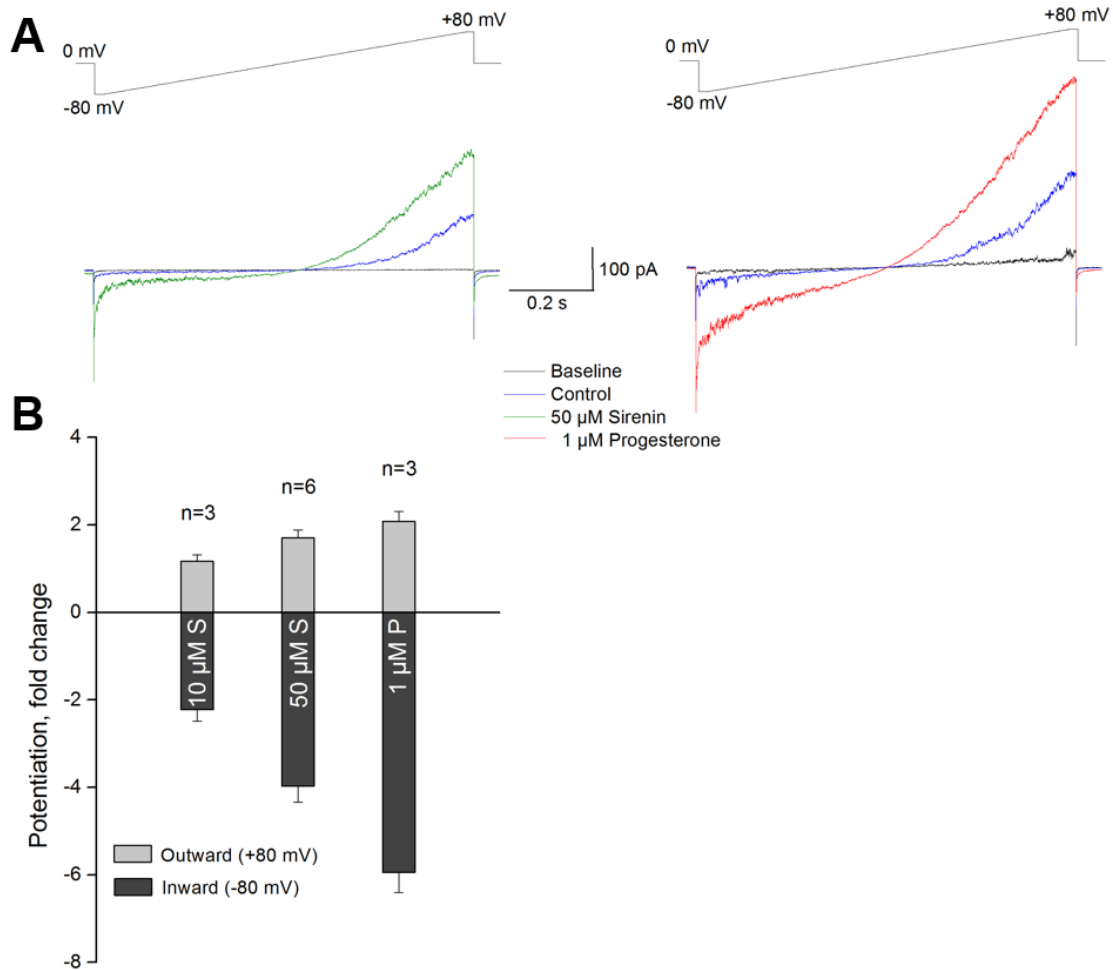 A
+80 mV
0 mV
-80 mV
+80 mV
0 mV
-80 mV
100 pA
0.2 s
Baseline
Control
50 µM Sirenin
1 µM Progesterone
B
Potentiation, fold change
4
2
0
-2
-4
-6
-8
n=3
n=6
n=3
10 µM S
50 µM S
1 µM P
Outward (+80 mV)
Inward (-80 mV)